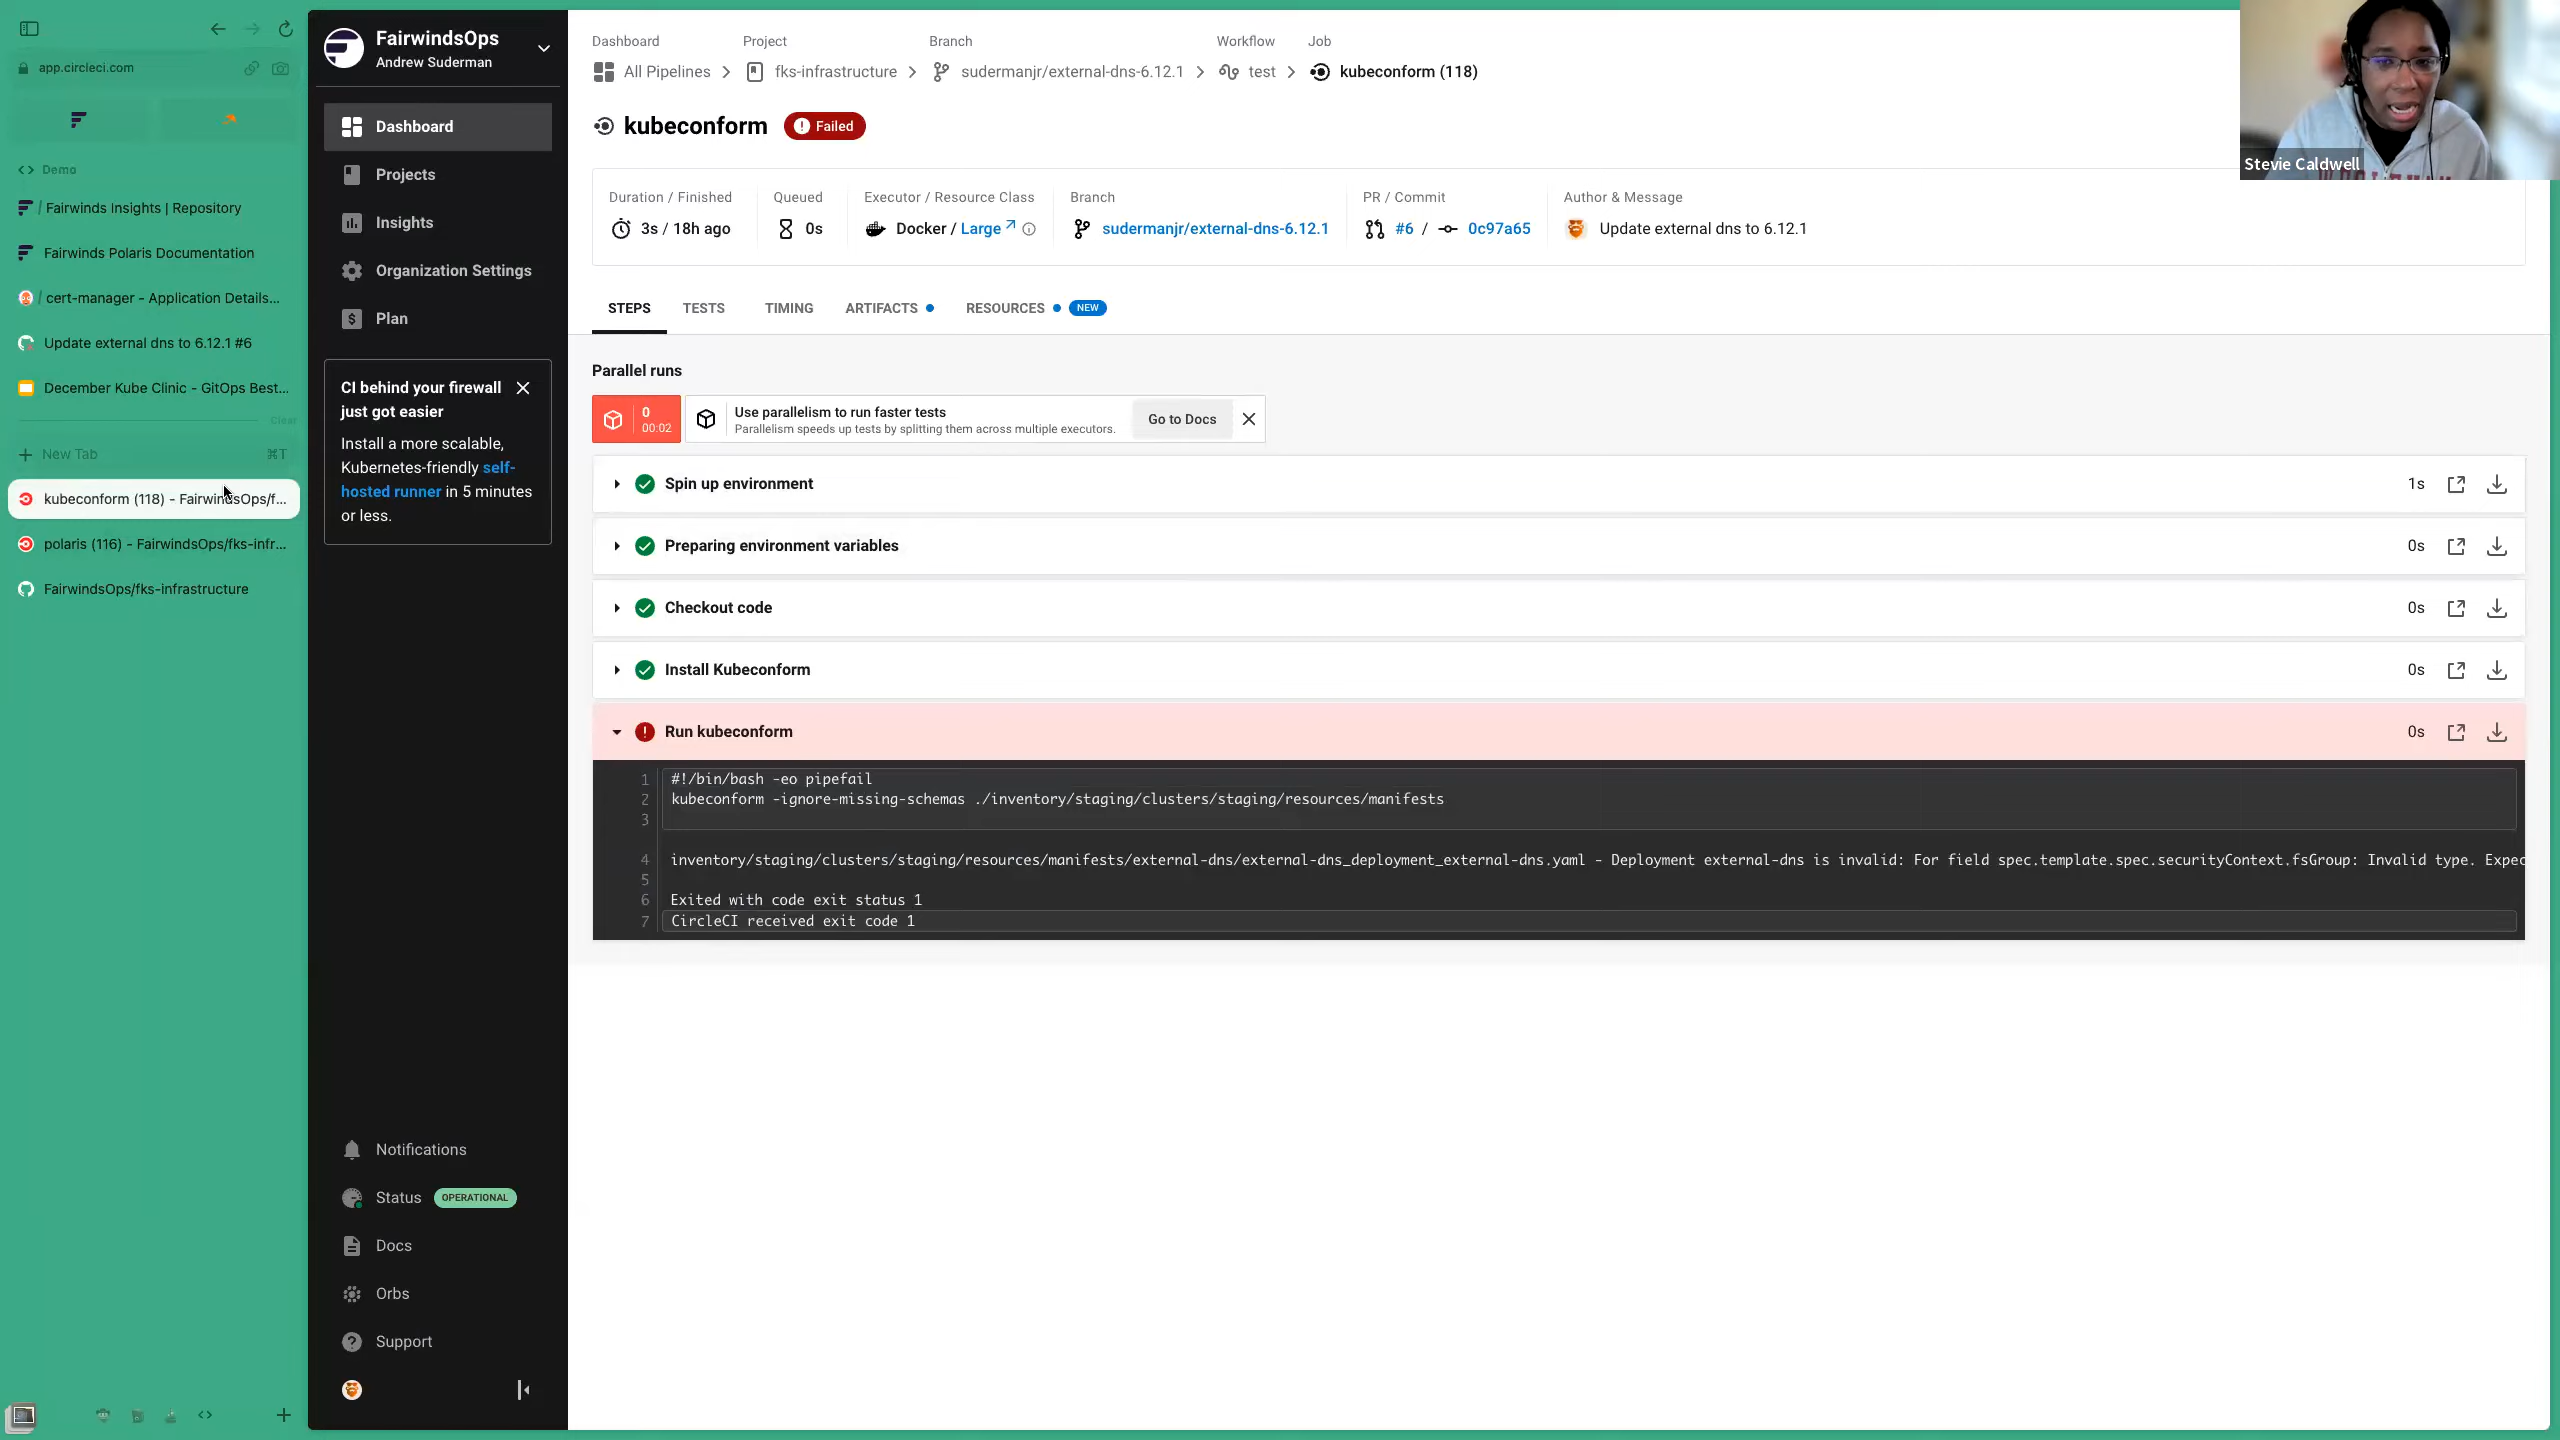 app.circleci.com
Demo
/ Fairwinds Insights | Repository
Fairwinds Polaris Documentation
/ cert-manager - Application Details...
Update external dns to 6.12.1 #6
December Kube Clinic - GitOps Best...
Clear
New Tab
⌘T
kubeconform (118) - FairwindsOps/f...
polaris (116) - FairwindsOps/fks-infr...
FairwindsOps/fks-infrastructure
FairwindsOps
Andrew Suderman
Dashboard
Projects
Insights
Organization Settings
Plan
CI behind your firewall
just got easier
Install a more scalable,
Kubernetes-friendly self-
hosted runner in 5 minutes
or less.
Notifications
Status OPERATIONAL
Docs
Orbs
Support
Dashboard Project Branch Workflow Job
All Pipelines fks-infrastructure sudermanjr/external-dns-6.12.1 test kubeconform (118)
kubeconform Failed
Duration / Finished Queued Executor / Resource Class Branch PR / Commit Author & Message
3s / 18h ago 0s Docker / Large sudermanjr/external-dns-6.12.1 #6 / 0c97a65 Update external dns to 6.12.1
STEPS TESTS TIMING ARTIFACTS RESOURCES NEW
Parallel runs
0
00:02
Use parallelism to run faster tests
Parallelism speeds up tests by splitting them across multiple executors.
Go to Docs
Spin up environment 1s
Preparing environment variables 0s
Checkout code 0s
Install Kubeconform 0s
Run kubeconform 0s
1 #!/bin/bash -eo pipefail
2 kubeconform -ignore-missing-schemas ./inventory/staging/clusters/staging/resources/manifests
3
4 inventory/staging/clusters/staging/resources/manifests/external-dns/external-dns_deployment_external-dns.yaml - Deployment external-dns is invalid: For field spec.template.spec.securityContext.fsGroup: Invalid type. Expec
5
6 Exited with code exit status 1
7 CircleCI received exit code 1
Stevie Caldwell